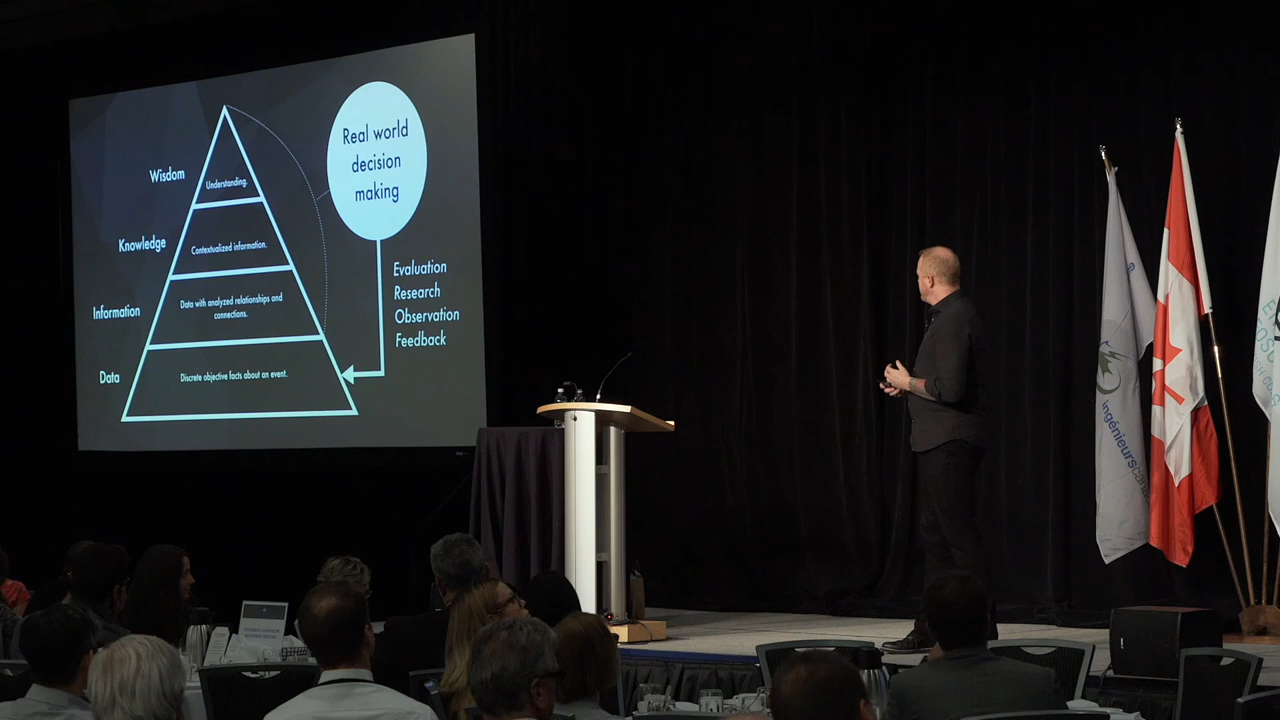 Real world
decision
making
Wisdom
Understanding.
Knowledge
Contextualized information.
Information
Data with analyzed relationships and
connections.
Data
Discrete objective facts about an event.
Evaluation
Research
Observation
Feedback
ingénieurscana